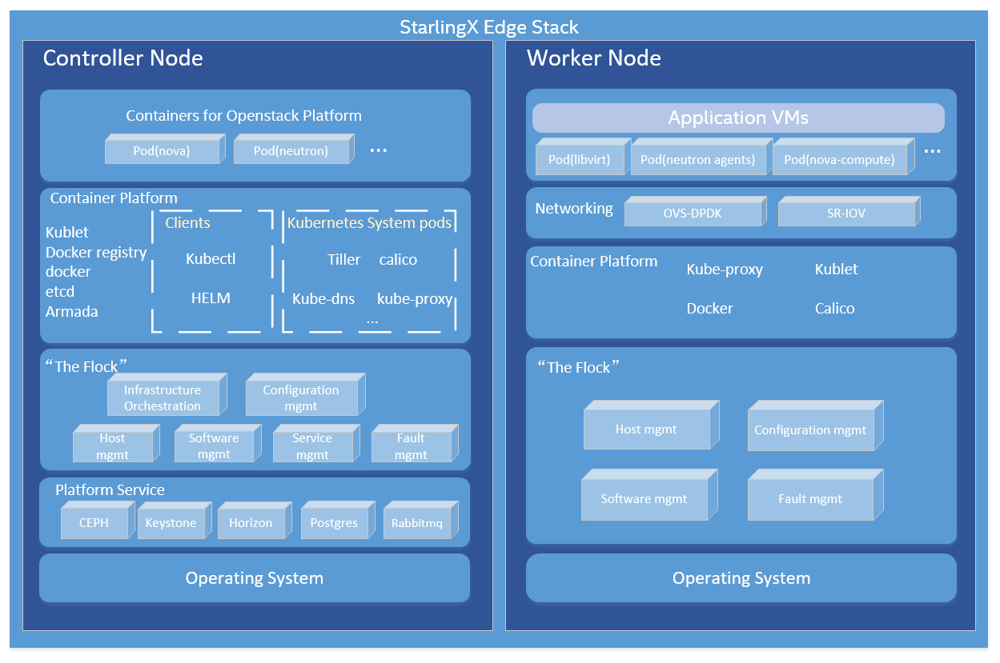 StarlingX Edge Stack
Controller Node
Containers for Openstack Platform
Pod(nova)
Pod(neutron)
...
Container Platform
Kublet
Docker registry
docker
etcd
Armada
Clients
Kubectl
HELM
Kubernetes System pods
Tiller calico
Kube-dns kube-proxy
...
“The Flock”
Infrastructure
Orchestration
Configuration
mgmt
Host
mgmt
Software
mgmt
Service
mgmt
Fault
mgmt
Platform Service
CEPH
Keystone
Horizon
Postgres
Rabbitmq
Operating System
Worker Node
Application VMs
Pod(libvirt)
Pod(neutron agents)
Pod(nova-compute)
...
Networking
OVS-DPDK
SR-IOV
Container Platform
Kube-proxy
Kublet
Docker
Calico
“The Flock”
Host mgmt
Configuration mgmt
Software mgmt
Fault mgmt
Operating System